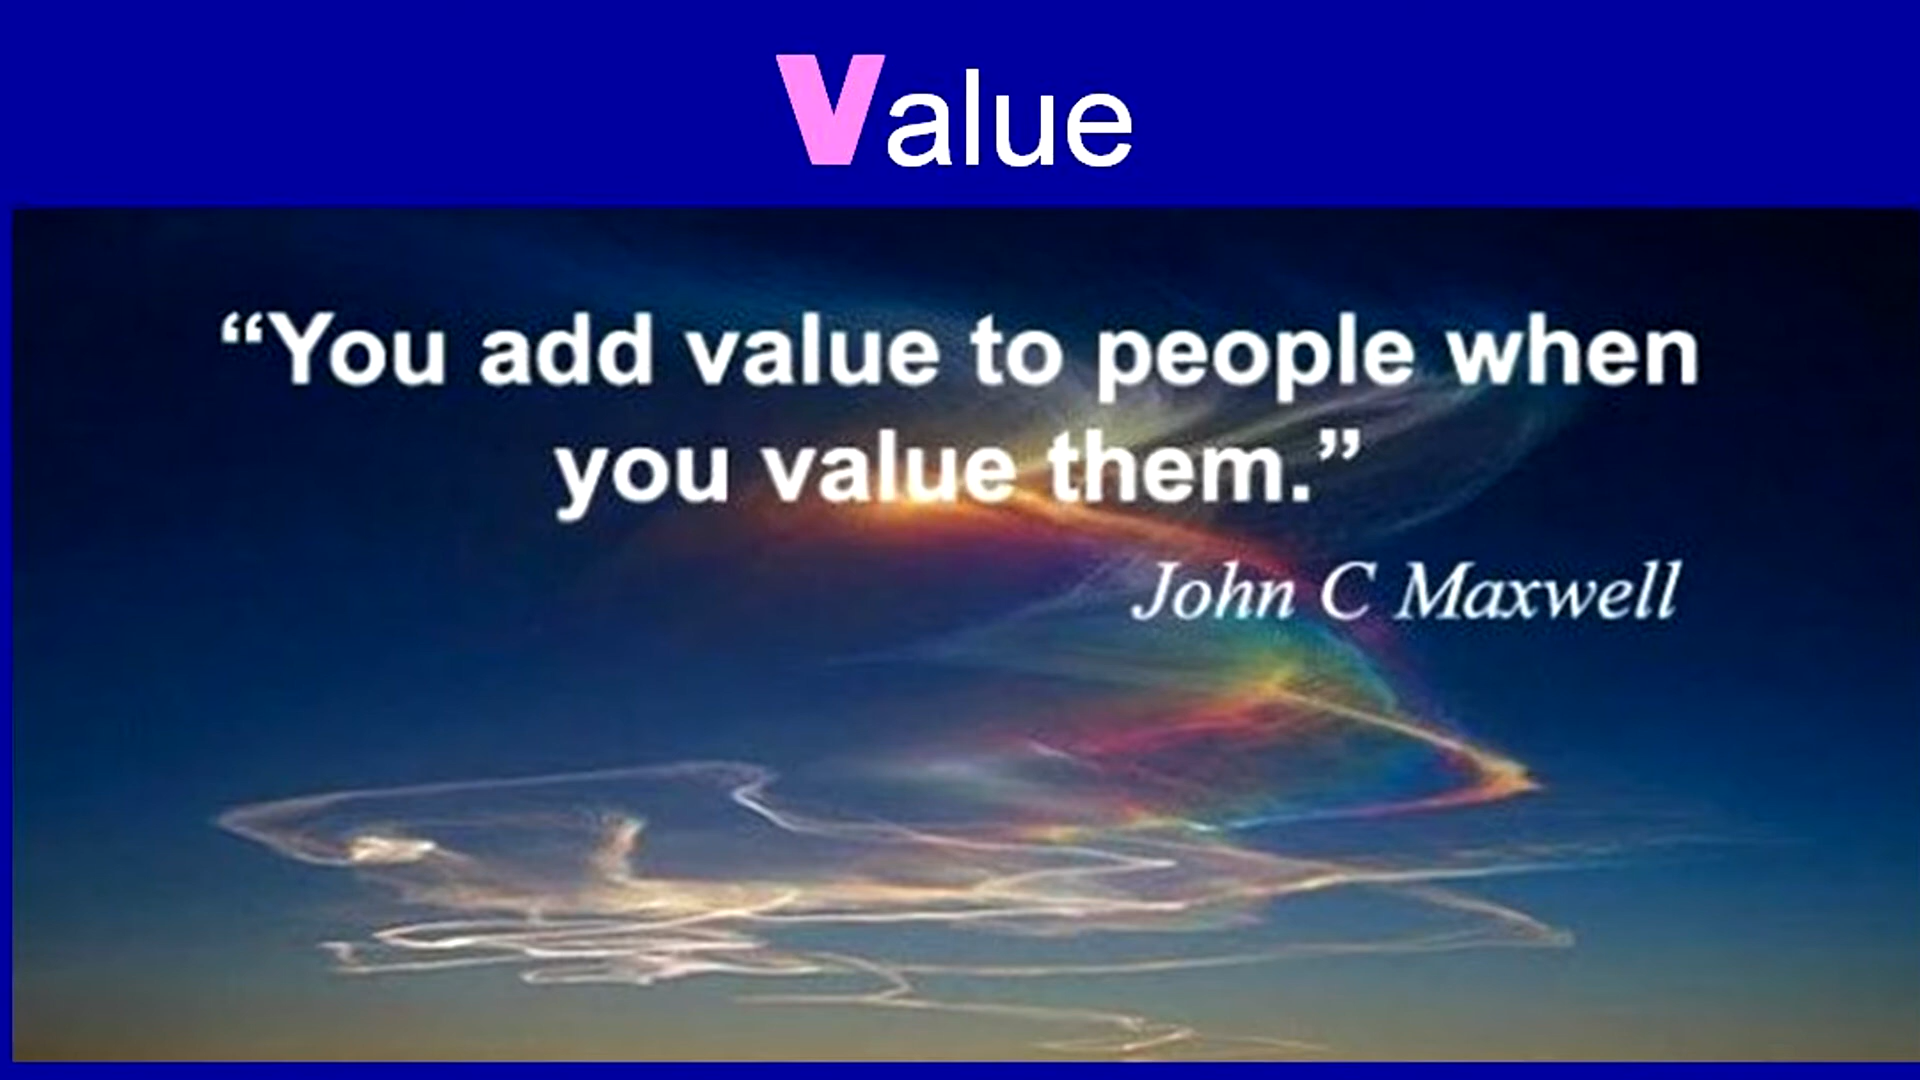 Value
“You add value to people when
you value them.”
John C Maxwell